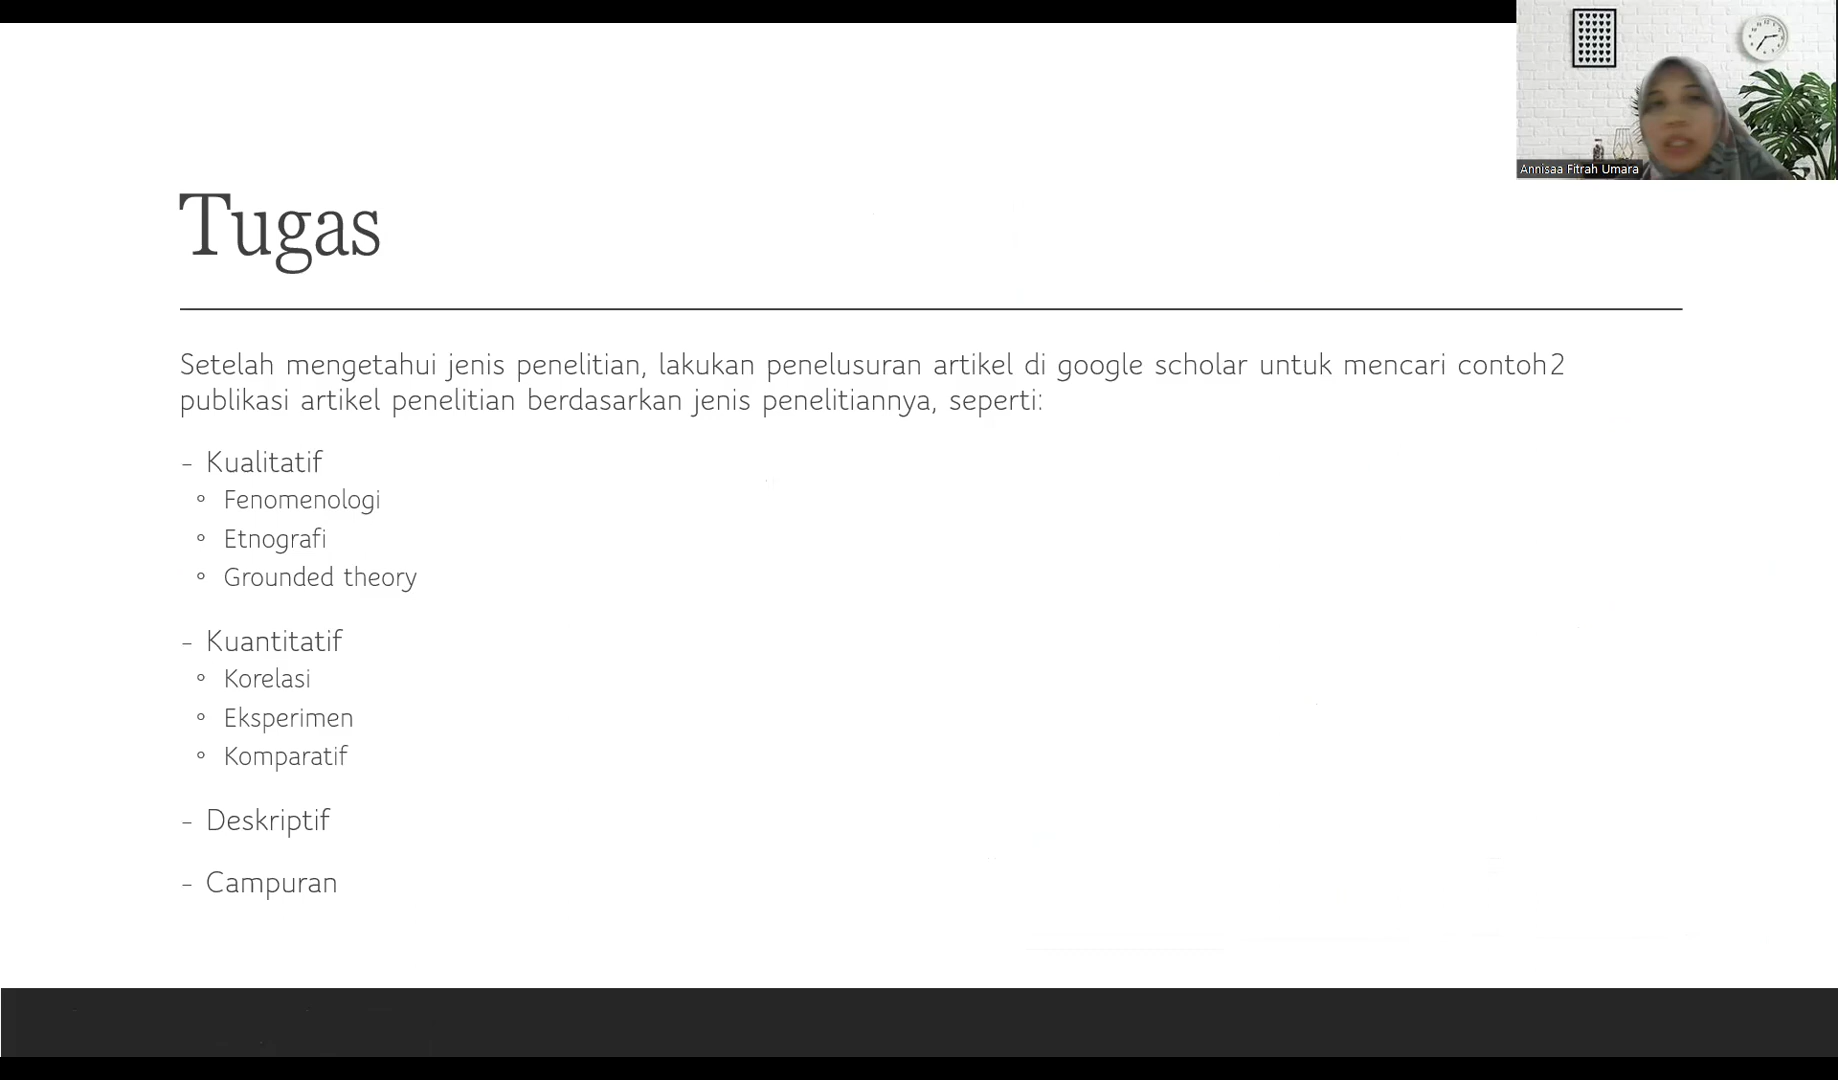 Annisaa Fitrah Umara
Tugas
Setelah mengetahui jenis penelitian, lakukan penelusuran artikel di google scholar untuk mencari contoh2
publikasi artikel penelitian berdasarkan jenis penelitiannya, seperti:
- Kualitatif
◦ Fenomenologi
◦ Etnografi
◦ Grounded theory
- Kuantitatif
◦ Korelasi
◦ Eksperimen
◦ Komparatif
- Deskriptif
- Campuran